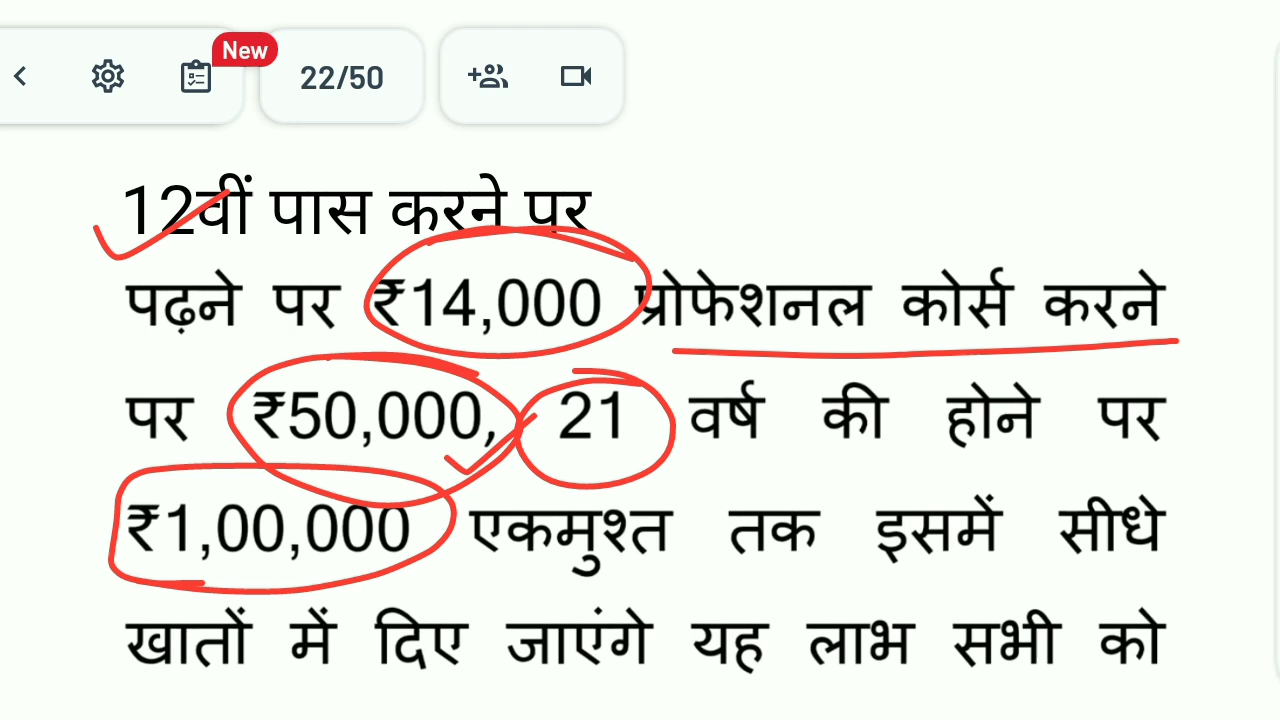 New
22/50
12वीं पास करने पर
पढ़ने पर ₹14,000 प्रोफेशनल कोर्स करने
पर ₹50,000, 21 वर्ष की होने पर
₹1,00,000 एकमुश्त तक इसमें सीधे
खातों में दिए जाएंगे यह लाभ सभी को